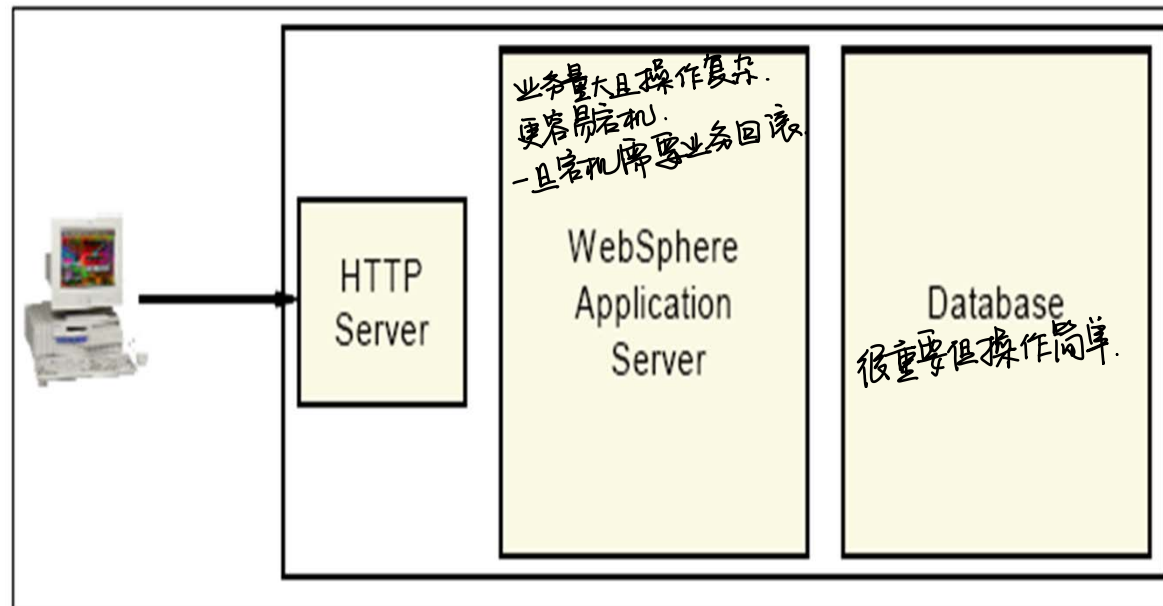 HTTP
Server
业务量大且操作复杂.
更容易宕机.
一旦宕机需要业务回滚.
WebSphere
Application
Server
Database
很重要但操作简单.